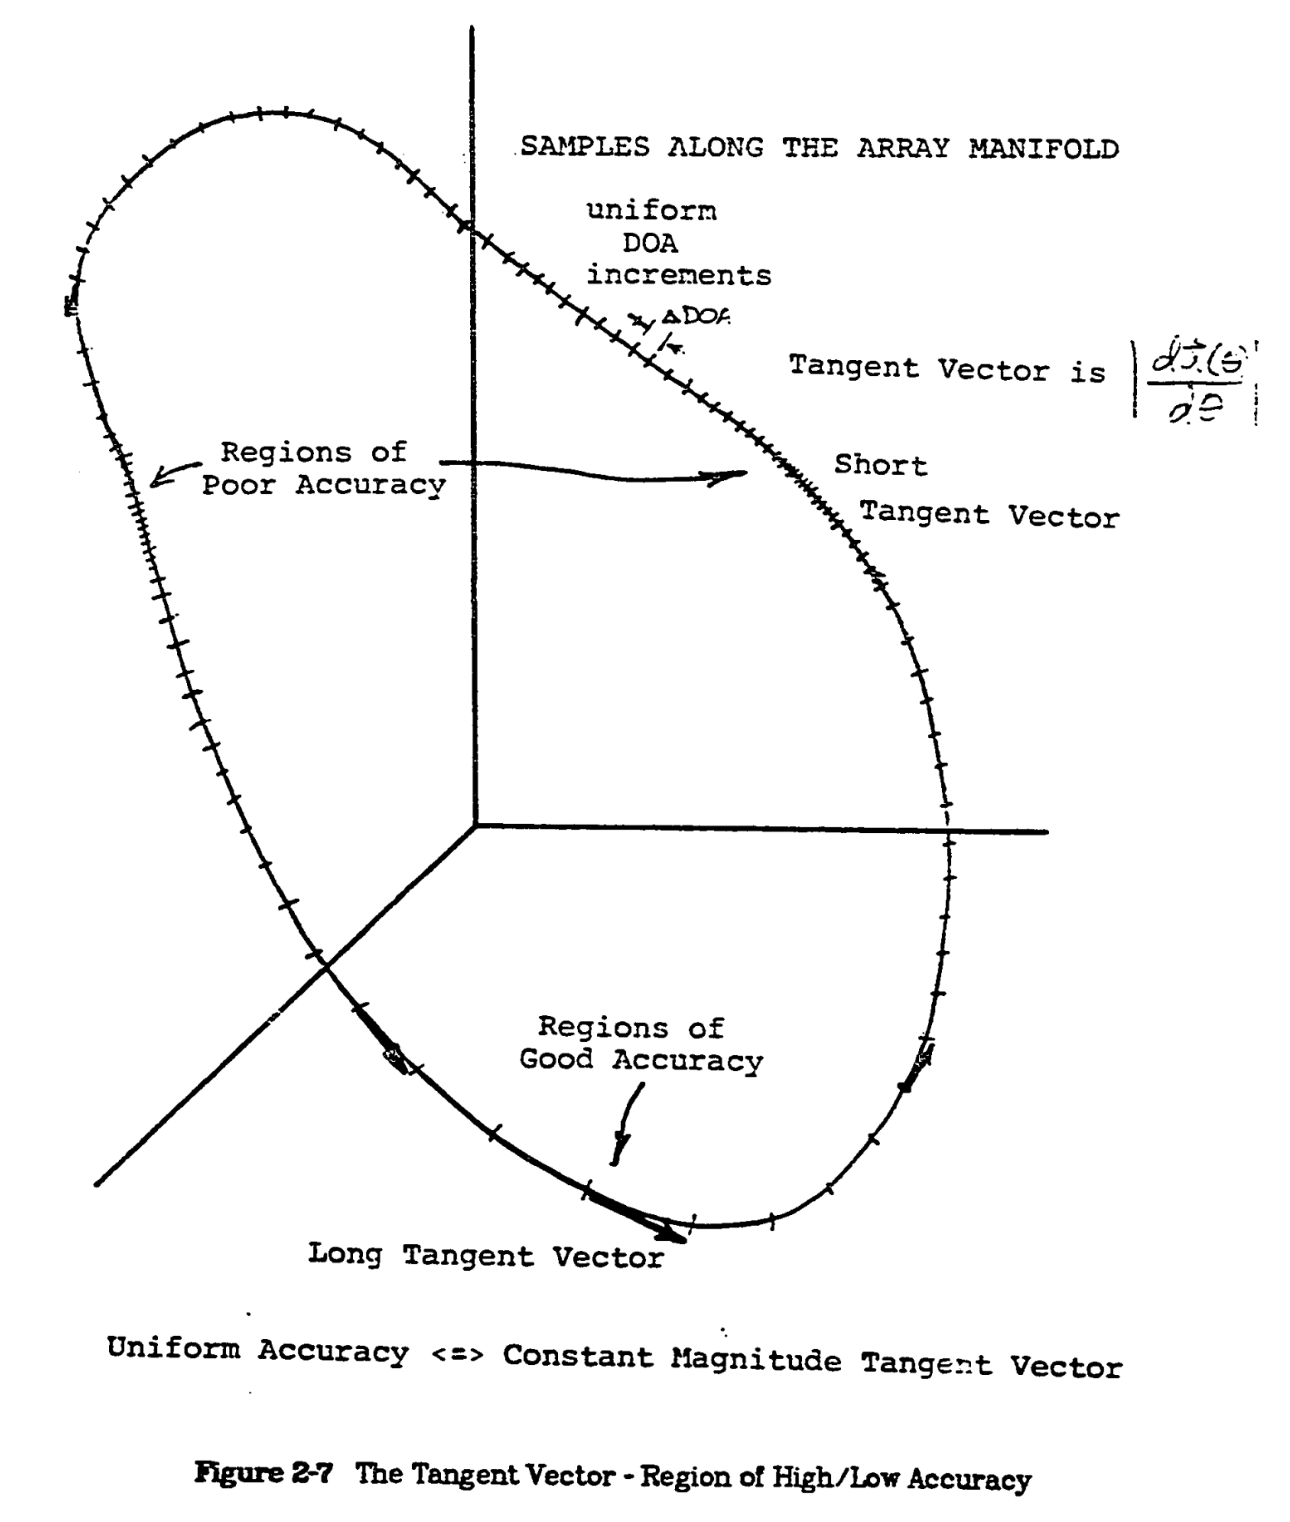 SAMPLES ALONG THE ARRAY MANIFOLD
uniform
DOA
increments
ΔDOA
Tangent Vector is
Regions of
Poor Accuracy
Short
Tangent Vector
Regions of
Good Accuracy
Long Tangent Vector
Uniform Accuracy <=> Constant Magnitude Tangent Vector
Figure 2-7 The Tangent Vector - Region of High/Low Accuracy